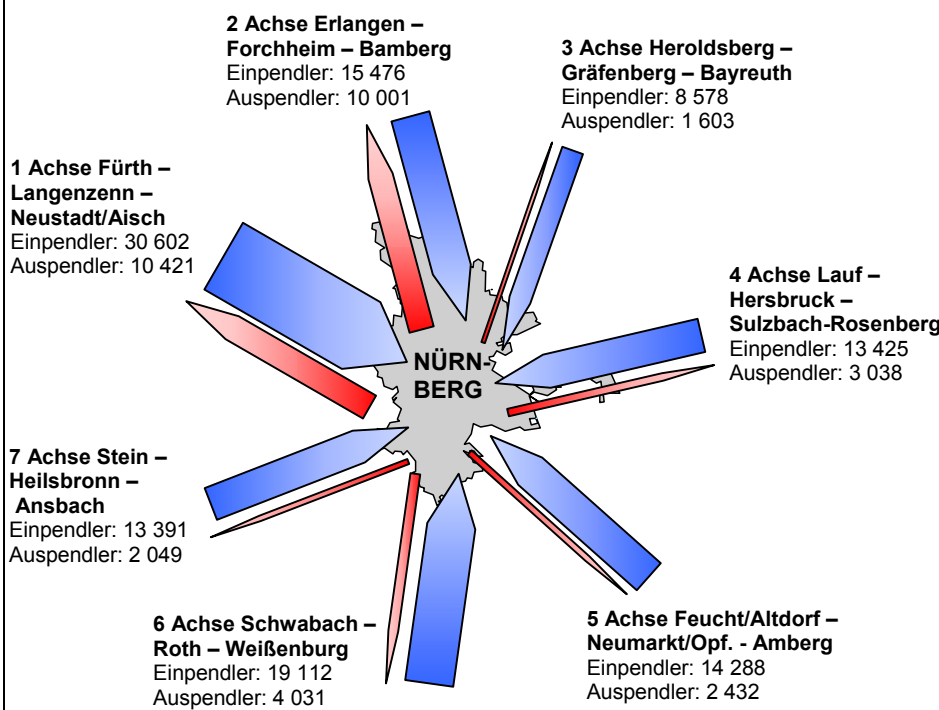 2 Achse Erlangen –
Forchheim – Bamberg
Einpendler: 15 476
Auspendler: 10 001
3 Achse Heroldsberg –
Gräfenberg – Bayreuth
Einpendler: 8 578
Auspendler: 1 603
1 Achse Fürth –
Langenzenn –
Neustadt/Aisch
Einpendler: 30 602
Auspendler: 10 421
4 Achse Lauf –
Hersbruck –
Sulzbach-Rosenberg
Einpendler: 13 425
Auspendler: 3 038
NÜRN-
BERG
7 Achse Stein –
Heilsbronn –
Ansbach
Einpendler: 13 391
Auspendler: 2 049
6 Achse Schwabach –
Roth – Weißenburg
Einpendler: 19 112
Auspendler: 4 031
5 Achse Feucht/Altdorf –
Neumarkt/Opf. - Amberg
Einpendler: 14 288
Auspendler: 2 432